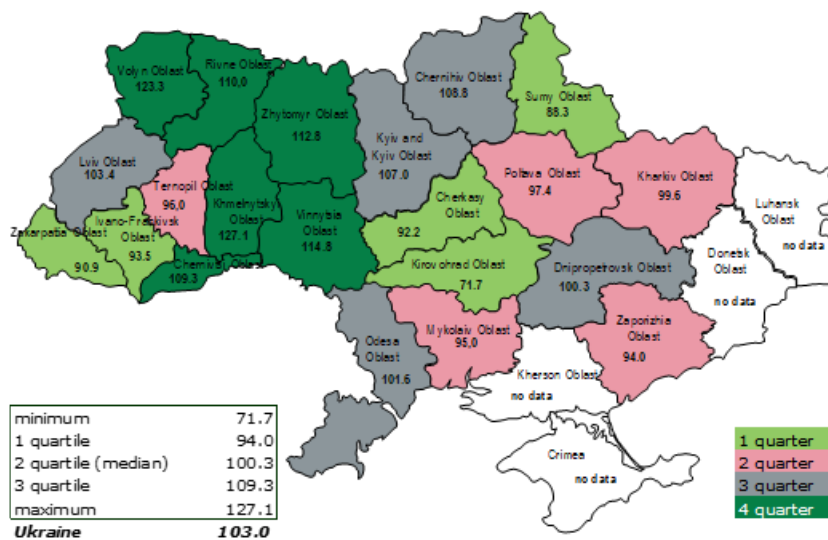 Volyn Oblast
123.3
Rivne Oblast
110,0
Zhytomyr Oblast
112.8
Chernihiv Oblast
108.8
Sumy Oblast
88.3
Kyiv and
Kyiv Oblast
107.0
Lviv Oblast
103.4
Ternopil Oblast
96,0
Khmelnytsky
Oblast
127.1
Vinnytsia
Oblast
114.8
Cherkasy
Oblast
92.2
Poltava Oblast
97.4
Kharkiv Oblast
99.6
Luhansk
Oblast
no data
Zakarpatia Oblast
90.9
Ivano-Frankivsk
Oblast
93.5
Chernivtsi Oblast
109.3
Kirovohrad Oblast
71.7
Dnipropetrovsk Oblast
100.3
Donetsk
Oblast
no data
Odesa
Oblast
101.6
Mykolaiv Oblast
95,0
Zaporizhia
Oblast
94.0
Kherson Oblast
no data
Crimea
no data
minimum 71.7
1 quartile 94.0
2 quartile (median) 100.3
3 quartile 109.3
maximum 127.1
Ukraine 103.0
1 quarter
2 quarter
3 quarter
4 quarter